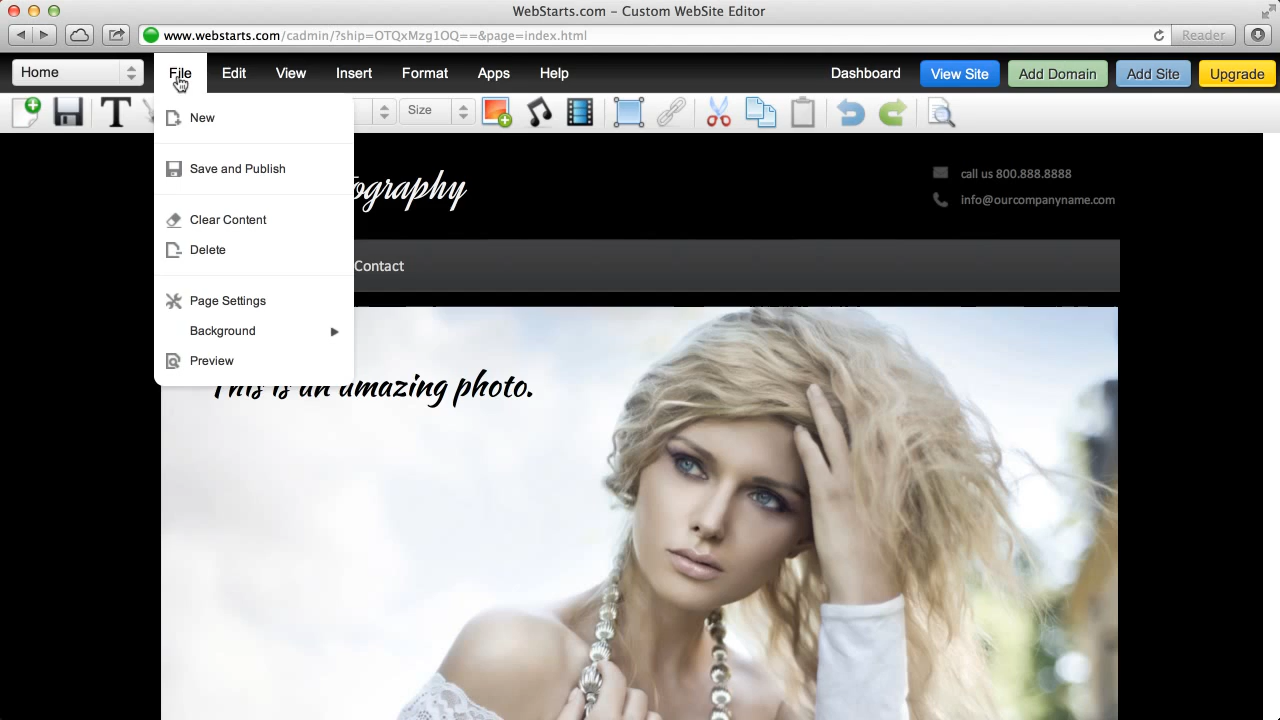 WebStarts.com – Custom WebSite Editor
www.webstarts.com/cadmin/?ship=OTQxMzg1OQ==&page=index.html
Reader
Home
File Edit View Insert Format Apps Help
Dashboard View Site Add Domain Add Site Upgrade
T Size
New
Save and Publish
Clear Content
Delete
Page Settings
Background
Preview
tography
call us 800.888.8888
info@ourcompanyname.com
Contact
This is an amazing photo.